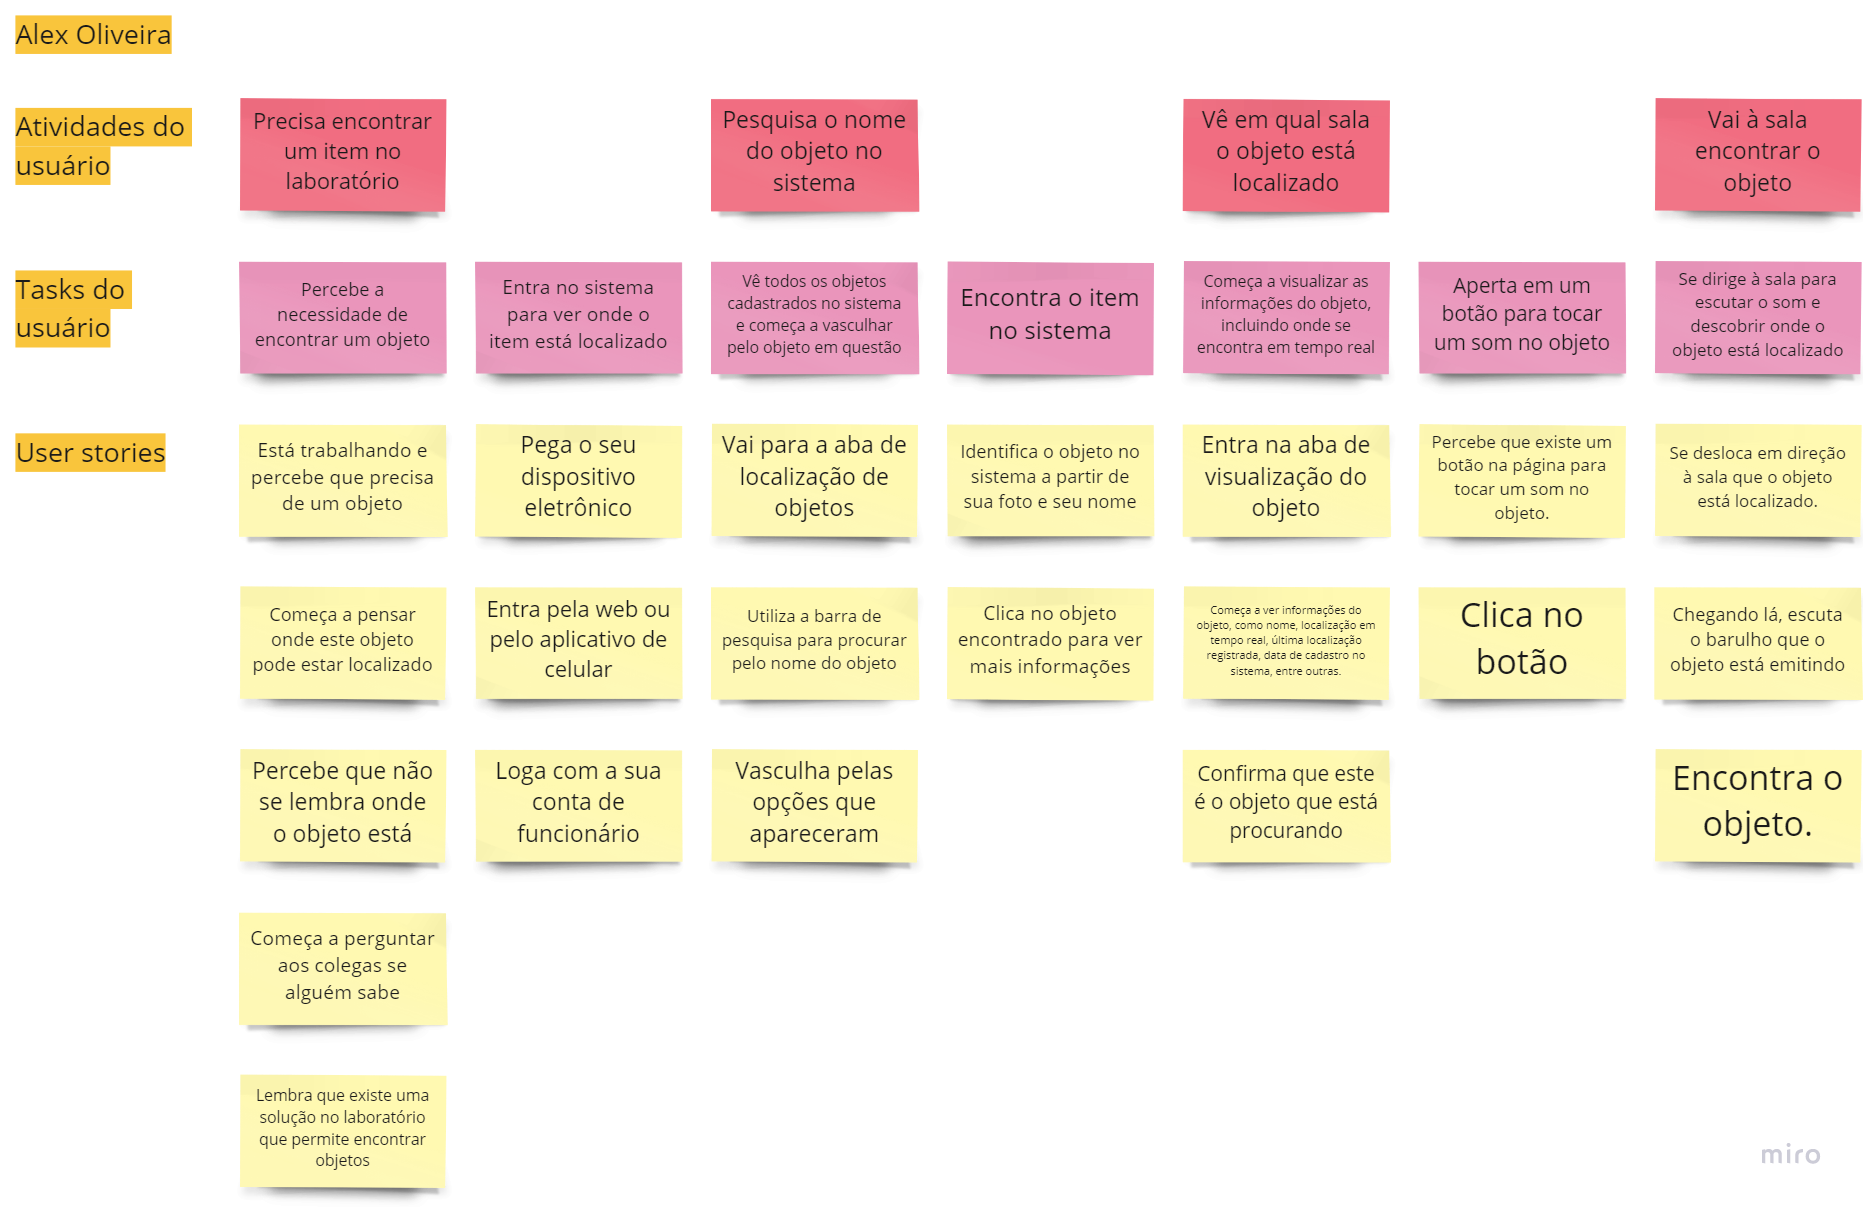 Alex Oliveira
Atividades do
usuário
Precisa encontrar
um item no
laboratório
Pesquisa o nome
do objeto no
sistema
Vê em qual sala
o objeto está
localizado
Vai à sala
encontrar o
objeto
Tasks do
usuário
Percebe a
necessidade de
encontrar um objeto
Entra no sistema
para ver onde o
item está localizado
Vê todos os objetos
cadastrados no sistema
e começa a vasculhar
pelo objeto em questão
Encontra o item
no sistema
Começa a visualizar as
informações do objeto,
incluindo onde se
encontra em tempo real
Aperta em um
botão para tocar
um som no objeto
Se dirige à sala para
escutar o som e
descobrir onde o
objeto está localizado
User stories
Está trabalhando e
percebe que precisa
de um objeto
Pega o seu
dispositivo
eletrônico
Vai para a aba de
localização de
objetos
Identifica o objeto no
sistema a partir de
sua foto e seu nome
Entra na aba de
visualização do
objeto
Percebe que existe um
botão na página para
tocar um som no
objeto.
Se desloca em direção
à sala que o objeto
está localizado.
Começa a pensar
onde este objeto
pode estar localizado
Entra pela web ou
pelo aplicativo de
celular
Utiliza a barra de
pesquisa para procurar
pelo nome do objeto
Clica no objeto
encontrado para ver
mais informações
Começa a ver informações do
objeto, como nome, localização em
tempo real, última localização
registrada, data de cadastro no
sistema, entre outras.
Clica no
botão
Chegando lá, escuta
o barulho que o
objeto está emitindo
Percebe que não
se lembra onde
o objeto está
Loga com a sua
conta de
funcionário
Vasculha pelas
opções que
apareceram
Confirma que este
é o objeto que está
procurando
Encontra o
objeto.
Começa a perguntar
aos colegas se
alguém sabe
Lembra que existe uma
solução no laboratório
que permite encontrar
objetos
miro